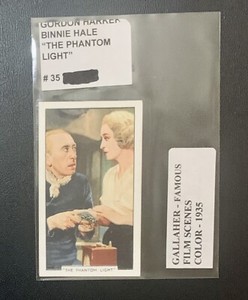 GORDON HARKER
BINNIE HALE
“THE PHANTOM
LIGHT”
# 35
"THE PHANTOM LIGHT"
GALLAHER - FAMOUS
FILM SCENES
COLOR - 1935